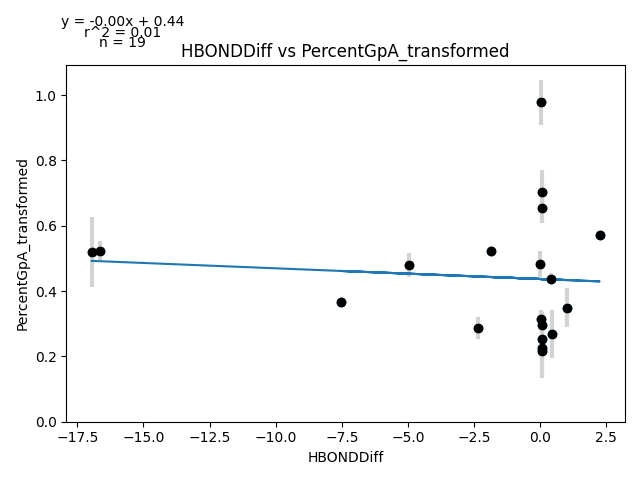 y = -0.00x + 0.44
r^2 = 0.01
n = 19
HBONDDiff vs PercentGpA_transformed
PercentGpA_transformed
1.0
0.8
0.6
0.4
0.2
0.0
−17.5 −15.0 −12.5 −10.0 −7.5 −5.0 −2.5 0.0 2.5
HBONDDiff